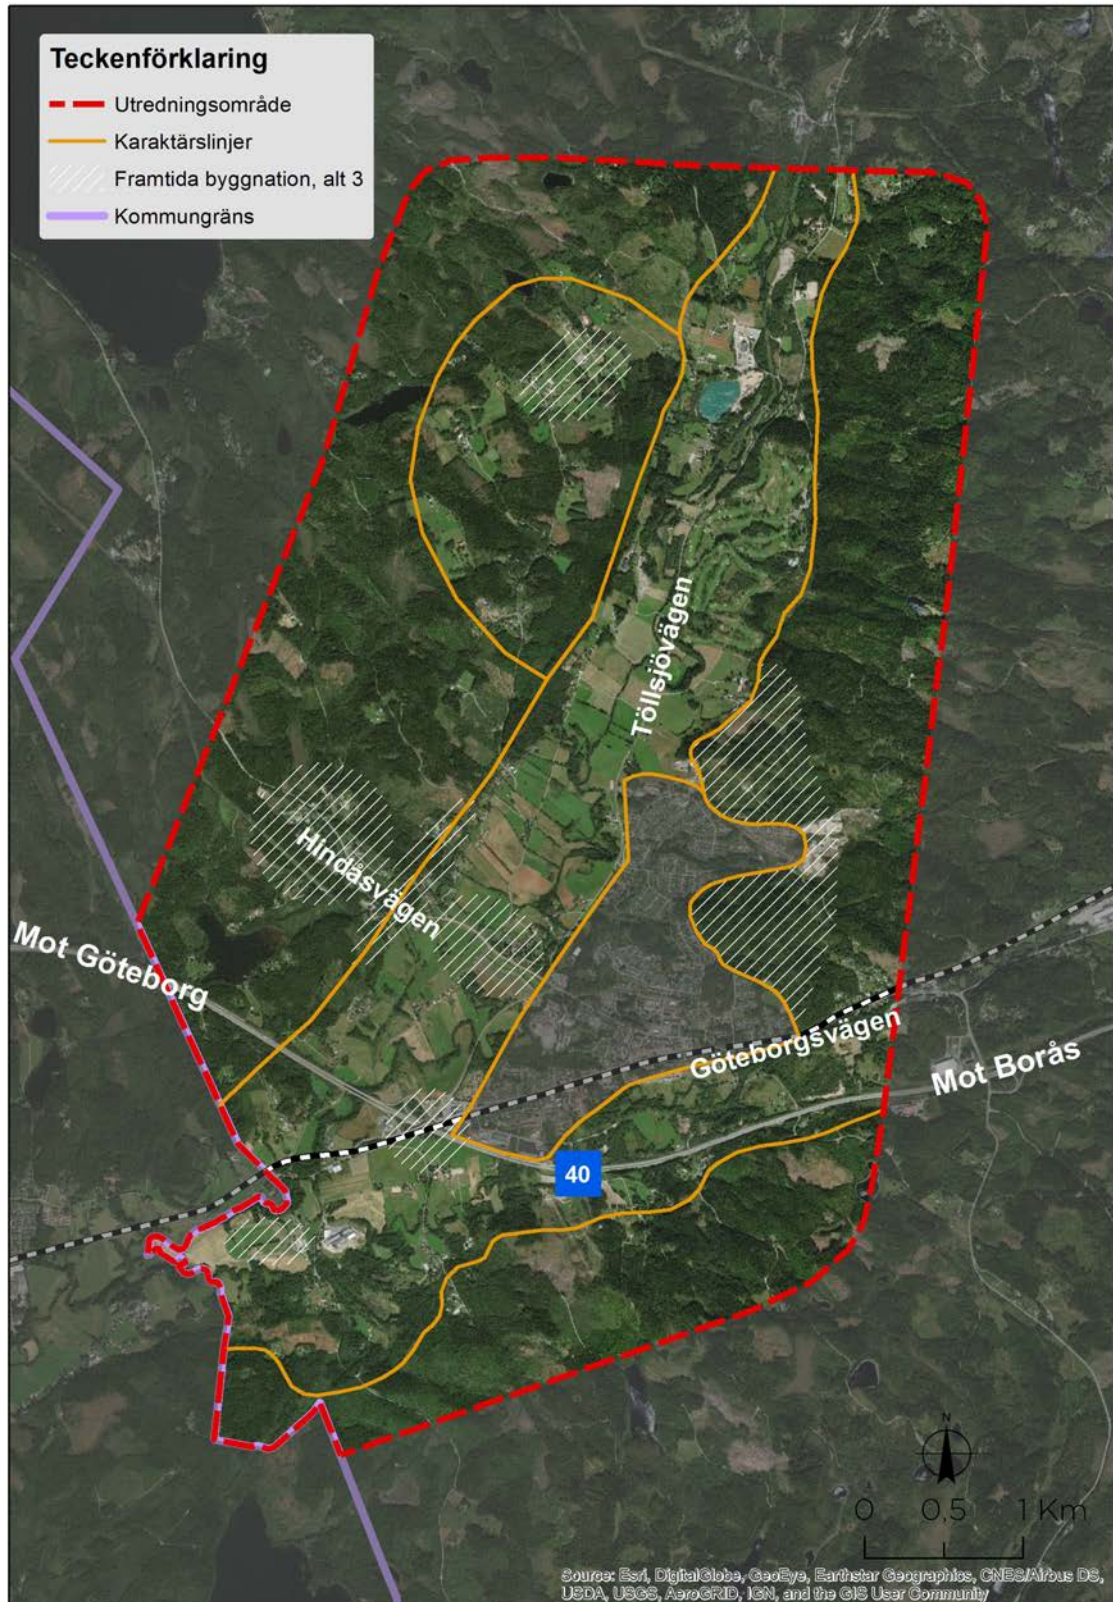 Teckenförklaring
Utredningsområde
Karaktärslinjer
Framtida byggnation, alt 3
Kommungräns
Töllsjövägen
Hindåsvägen
Mot Göteborg
Göteborgsvägen
Mot Borås
40
N
0 0,5 1 Km
Source: Esri, DigitalGlobe, GeoEye, Earthstar Geographics, CNES/Airbus DS,
USDA, USGS, AeroGRID, IGN, and the GIS User Community